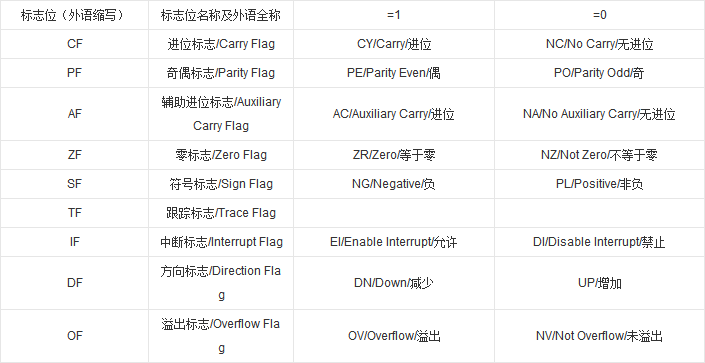 标志位（外语缩写） 标志位名称及外语全称 =1 =0
CF 进位标志/Carry Flag CY/Carry/进位 NC/No Carry/无进位
PF 奇偶标志/Parity Flag PE/Parity Even/偶 PO/Parity Odd/奇
AF 辅助进位标志/Auxiliary
Carry Flag AC/Auxiliary Carry/进位 NA/No Auxiliary Carry/无进位
ZF 零标志/Zero Flag ZR/Zero/等于零 NZ/Not Zero/不等于零
SF 符号标志/Sign Flag NG/Negative/负 PL/Positive/非负
TF 跟踪标志/Trace Flag
IF 中断标志/Interrupt Flag EI/Enable Interrupt/允许 DI/Disable Interrupt/禁止
DF 方向标志/Direction Fla
g DN/Down/减少 UP/增加
OF 溢出标志/Overflow Fla
g OV/Overflow/溢出 NV/Not Overflow/未溢出